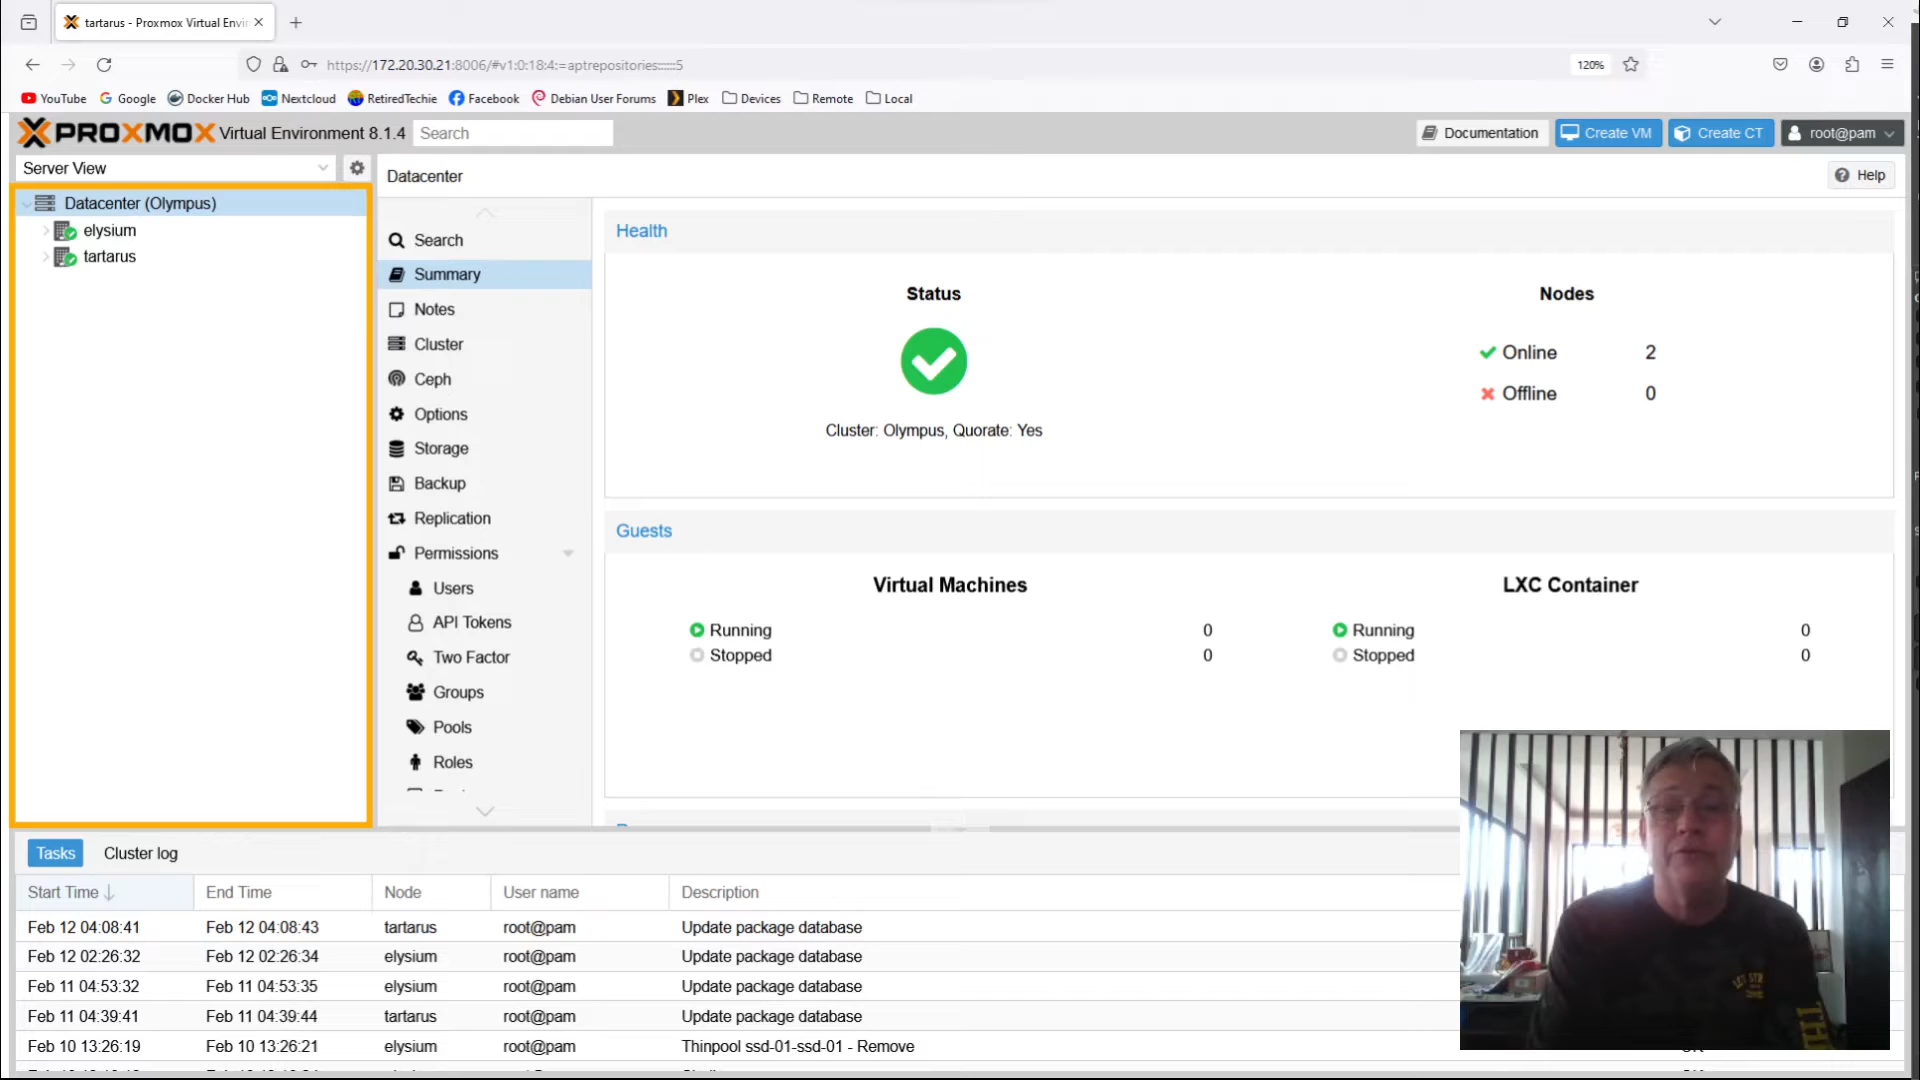 tartarus - Proxmox Virtual Envir
https://172.20.30.21:8006/#v1:0:18:4:=aptrepositories::::::5
120%
YouTube Google Docker Hub Nextcloud RetiredTechie Facebook Debian User Forums Plex Devices Remote Local
PROXMOX Virtual Environment 8.1.4 Search Documentation Create VM Create CT root@pam
Server View
Datacenter
Help
Datacenter (Olympus)
elysium
tartarus
Search
Summary
Notes
Cluster
Ceph
Options
Storage
Backup
Replication
Permissions
Users
API Tokens
Two Factor
Groups
Pools
Roles
Health
Status
Nodes
Online 2
Offline 0
Cluster: Olympus, Quorate: Yes
Guests
Virtual Machines
LXC Container
Running 0
Stopped 0
Running 0
Stopped 0
Tasks Cluster log
Start Time End Time Node User name Description
Feb 12 04:08:41 Feb 12 04:08:43 tartarus root@pam Update package database
Feb 12 02:26:32 Feb 12 02:26:34 elysium root@pam Update package database
Feb 11 04:53:32 Feb 11 04:53:35 elysium root@pam Update package database
Feb 11 04:39:41 Feb 11 04:39:44 tartarus root@pam Update package database
Feb 10 13:26:19 Feb 10 13:26:21 elysium root@pam Thinpool ssd-01-ssd-01 - Remove